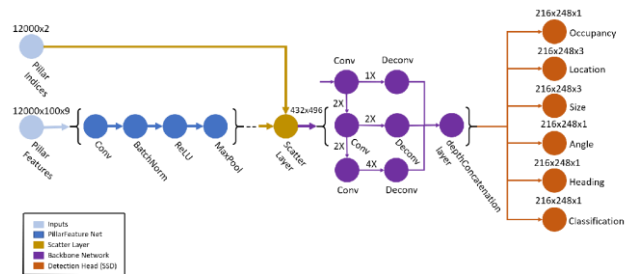 12000x2
Pillar
Indices
12000x100x9
Pillar
Features
Conv
BatchNorm
ReLU
MaxPool
Scatter
Layer
432x496
Conv
1X
Deconv
2X
2X
Conv
Deconv
2X
4X
Conv
Deconv
depthConcatenation
layer
216x248x1
Occupancy
216x248x3
Location
216x248x3
Size
216x248x1
Angle
216x248x1
Heading
216x248x1
Classification
Inputs
PillarFeature Net
Scatter Layer
Backbone Network
Detection Head (SSD)